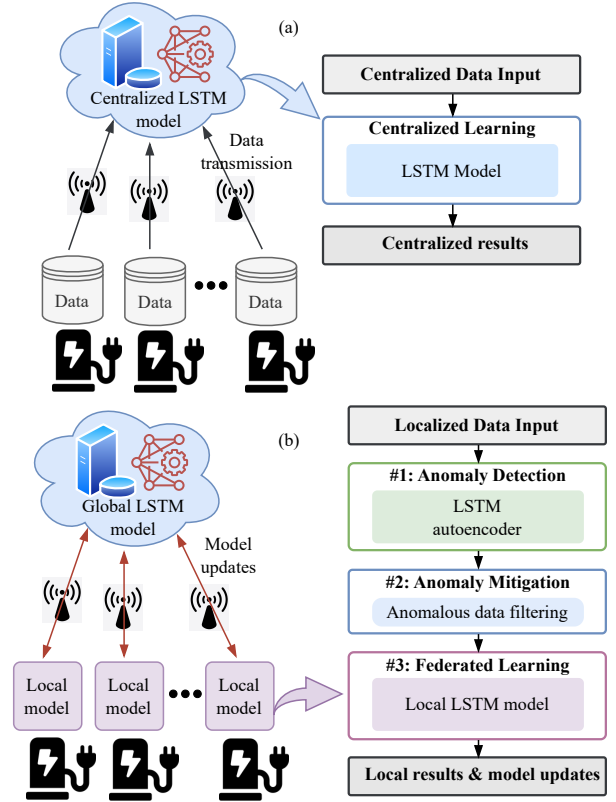 (a)
Centralized LSTM
model
Data
transmission
Data
Data
Data
Centralized Data Input
Centralized Learning
LSTM Model
Centralized results
(b)
Global LSTM
model
Model
updates
Local
model
Local
model
Local
model
Localized Data Input
#1: Anomaly Detection
LSTM
autoencoder
#2: Anomaly Mitigation
Anomalous data filtering
#3: Federated Learning
Local LSTM model
Local results & model updates